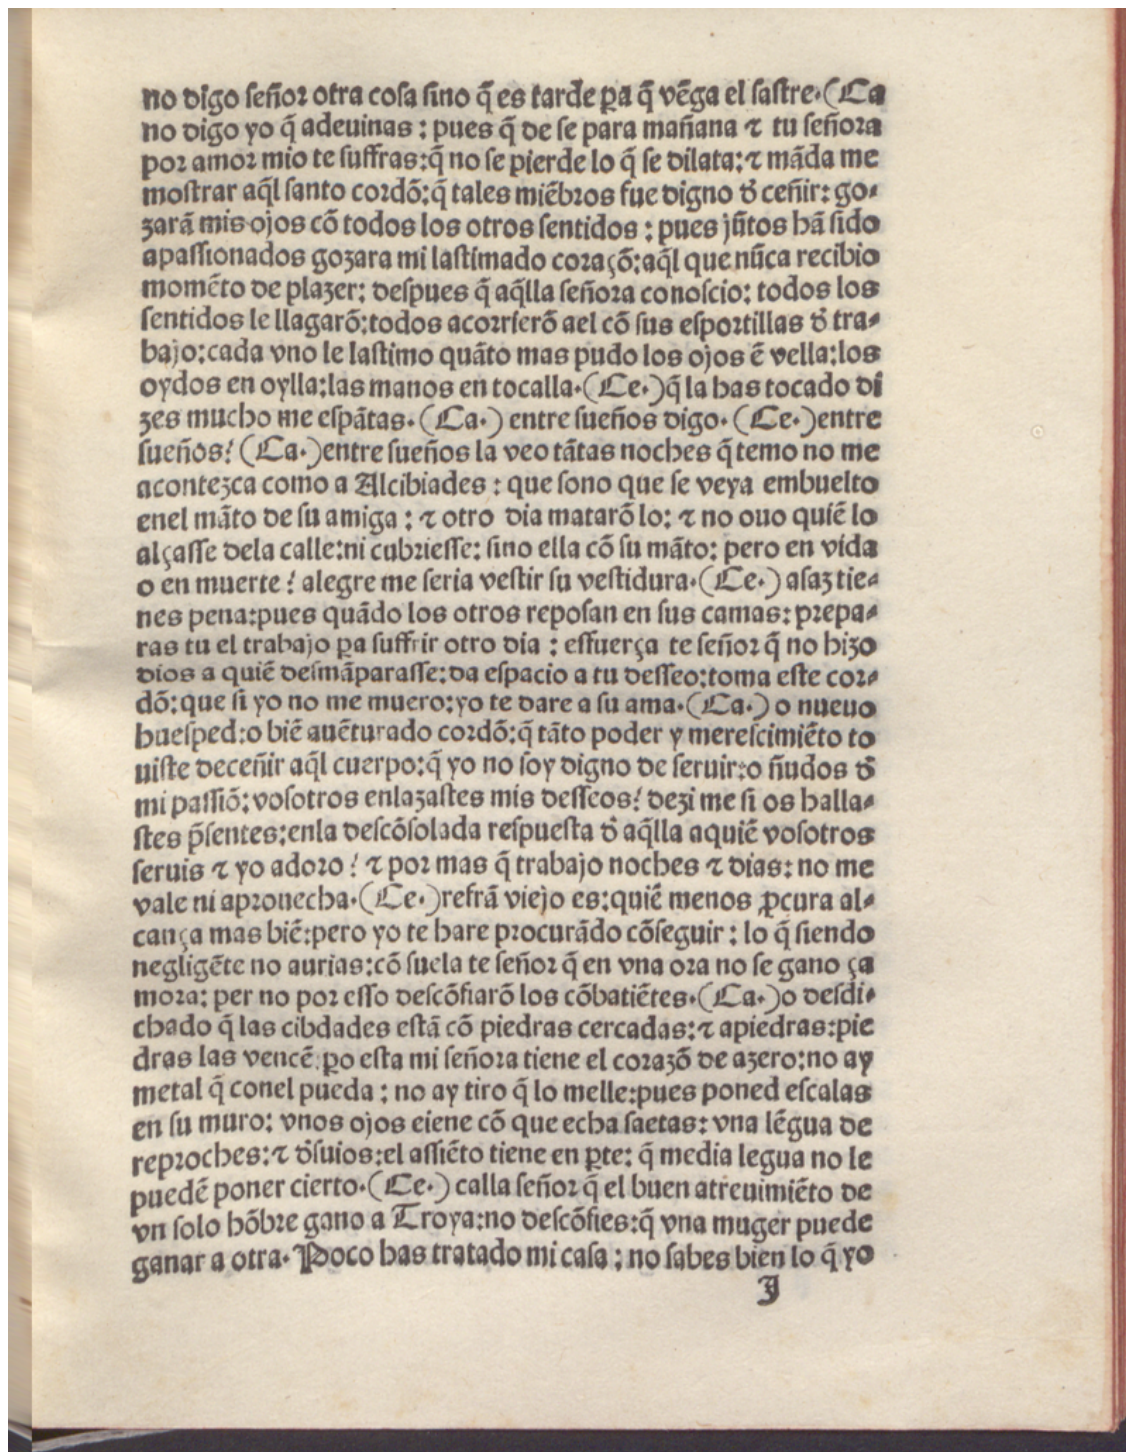 no digo señor otra cosa sino q̃ es tarde ꝑa q̃ vẽga el sastre.(Ca
no digo yo q̃ adeuinas : pues q̃ de se para mañana ⁊ tu señora
por amor mio te suffras:q̃ no se pierde lo q̃ se dilata:⁊ mãda me
mostrar aq̃l santo cordõ:q̃ tales miẽbros fue digno d̃ ceñir: go-
zarã mis ojos cõ todos los otros sentidos : pues jũtos hã sido
apassionados gozara mi lastimado coraçõ:aq̃l que nũca recibio
momẽto de plazer: despues q̃ aq̃lla señora conoscio: todos los
sentidos le llagarõ:todos acorrierõ ael cõ sus esportillas d̃ tra-
bajo:cada vno le lastimo quãto mas pudo los ojos ẽ vella:los
oydos en oylla:las manos en tocalla.(Ce.)q̃ la has tocado di
zes mucho me espãtas.(Ca.) entre sueños digo.(Ce.)entre
sueños?(Ca.)entre sueños la veo tãtas noches q̃ temo no me
acontezca como a Alcibiades : que sono que se veya embuelto
enel mãto de su amiga : ⁊ otro dia matarõ lo: ⁊ no ouo quiẽ lo
alçasse dela calle:ni cubriesse: sino ella cõ su mãto: pero en vida
o en muerte ? alegre me seria vestir su vestidura.(Ce.) asaz tie-
nes pena:pues quãdo los otros reposan en sus camas: prepa-
ras tu el trabajo ꝑa suffrir otro dia : esfuerça te señor q̃ no hizo
dios a quiẽ desmãparasse:da espacio a tu desseo:toma este cor-
dõ:que si yo no me muero:yo te dare a su ama.(Ca.) o nueuo
huesped:o biẽ auẽturado cordõ:q̃ tãto poder y merescimiẽto to
uiste deceñir aq̃l cuerpo:q̃ yo no soy digno de seruir:o ñudos d̃
mi passiõ:vosotros enlazastes mis desseos? dezi me si os halla-
stes p̃sentes:enla descõsolada respuesta d̃ aq̃lla aquiẽ vosotros
seruis ⁊ yo adoro ? ⁊ por mas q̃ trabajo noches ⁊ dias: no me
vale ni aprouecha.(Ce.)refrã viejo es:quiẽ menos ꝓcura al-
cança mas biẽ:pero yo te hare procurãdo cõseguir : lo q̃ siendo
negligẽte no aurias:cõ suela te señor q̃ en vna ora no se gano ça
mora: per no por esso descõfiarõ los cõbatiẽtes.(Ca.)o desdi-
chado q̃ las cibdades estã cõ piedras cercadas:⁊ apiedras:pie
dras las vencẽ:ꝑo esta mi señora tiene el corazõ de azero:no ay
metal q̃ conel pueda : no ay tiro q̃ lo melle:pues poned escalas
en su muro: vnos ojos eiene cõ que echa saetas: vna lẽgua de
reproches:⁊ d̃suios:el assiẽto tiene en ꝑte: q̃ media legua no le
puedẽ poner cierto.(Ce.) calla señor q̃ el buen atreuimiẽto de
vn solo hõbre gano a Troya:no descõfies:q̃ vna muger puede
ganar a otra. Poco has tratado mi casa : no sabes bien lo q̃ yo
J